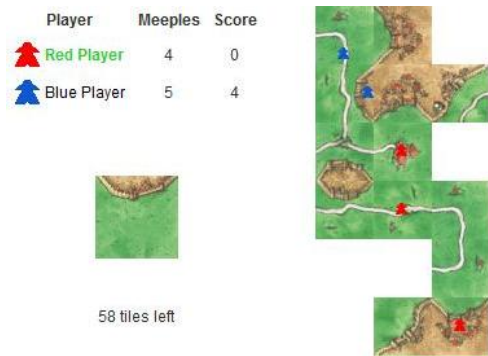 Player Meeples Score
Red Player 4 0
Blue Player 5 4
58 tiles left